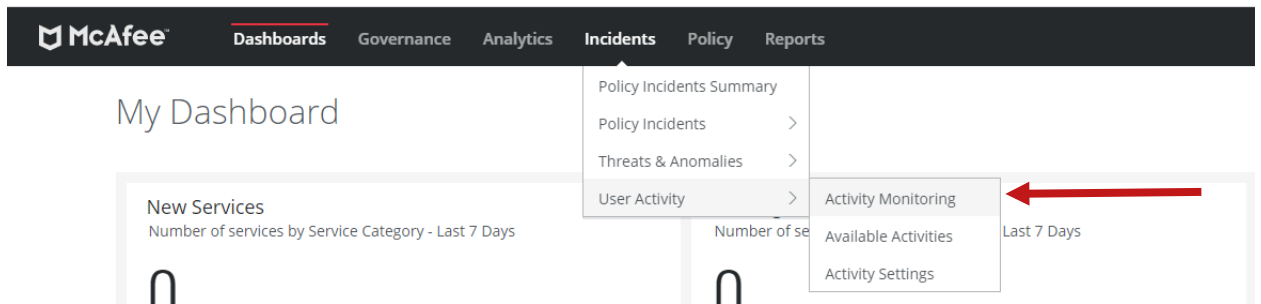 McAfee™ Dashboards Governance Analytics Incidents Policy Reports
My Dashboard
Policy Incidents Summary
Policy Incidents
Threats & Anomalies
User Activity
Activity Monitoring
Available Activities
Activity Settings
New Services
Number of services by Service Category - Last 7 Days
0
Number of se
Last 7 Days
0